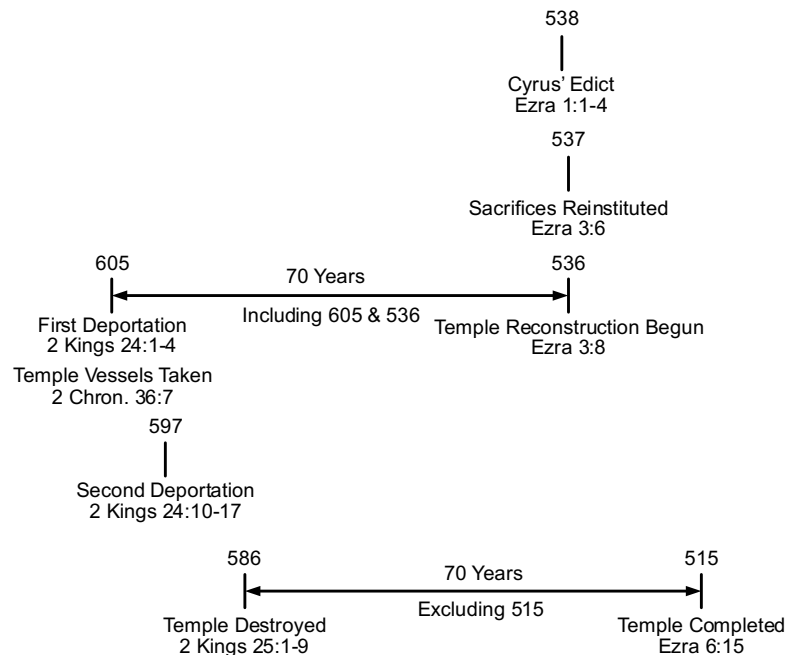 538
Cyrus’ Edict
Ezra 1:1-4
537
Sacrifices Reinstituted
Ezra 3:6
605
70 Years
536
Including 605 & 536
First Deportation
2 Kings 24:1-4
Temple Reconstruction Begun
Ezra 3:8
Temple Vessels Taken
2 Chron. 36:7
597
Second Deportation
2 Kings 24:10-17
586
70 Years
515
Excluding 515
Temple Destroyed
2 Kings 25:1-9
Temple Completed
Ezra 6:15